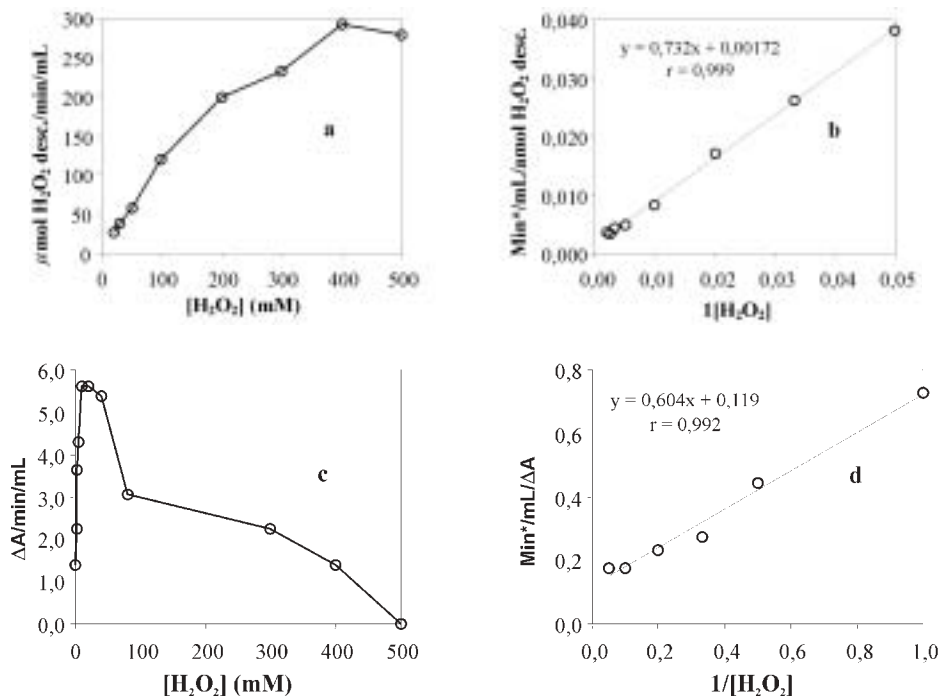 300
250
200
150
100
50
0
µmol H₂O₂ desc./min/mL
a
0 100 200 300 400 500
[H₂O₂] (mM)
0,040
0,030
0,020
0,010
0,000
Min*/mL/nmol H₂O₂ desc.
y = 0,732x + 0,00172
r = 0,999
b
0.00 0,01 0,02 0,03 0,04 0,05
1[H₂O₂]
6,0
5,0
4,0
3,0
2,0
1,0
0,0
ΔA/min/mL
c
0 100 200 300 400 500
[H₂O₂] (mM)
0,8
0,6
0,4
0,2
0
Min*/mL/ΔA
y = 0,604x + 0,119
r = 0,992
d
0,0 0,2 0,4 0,6 0,8 1,0
1/[H₂O₂]